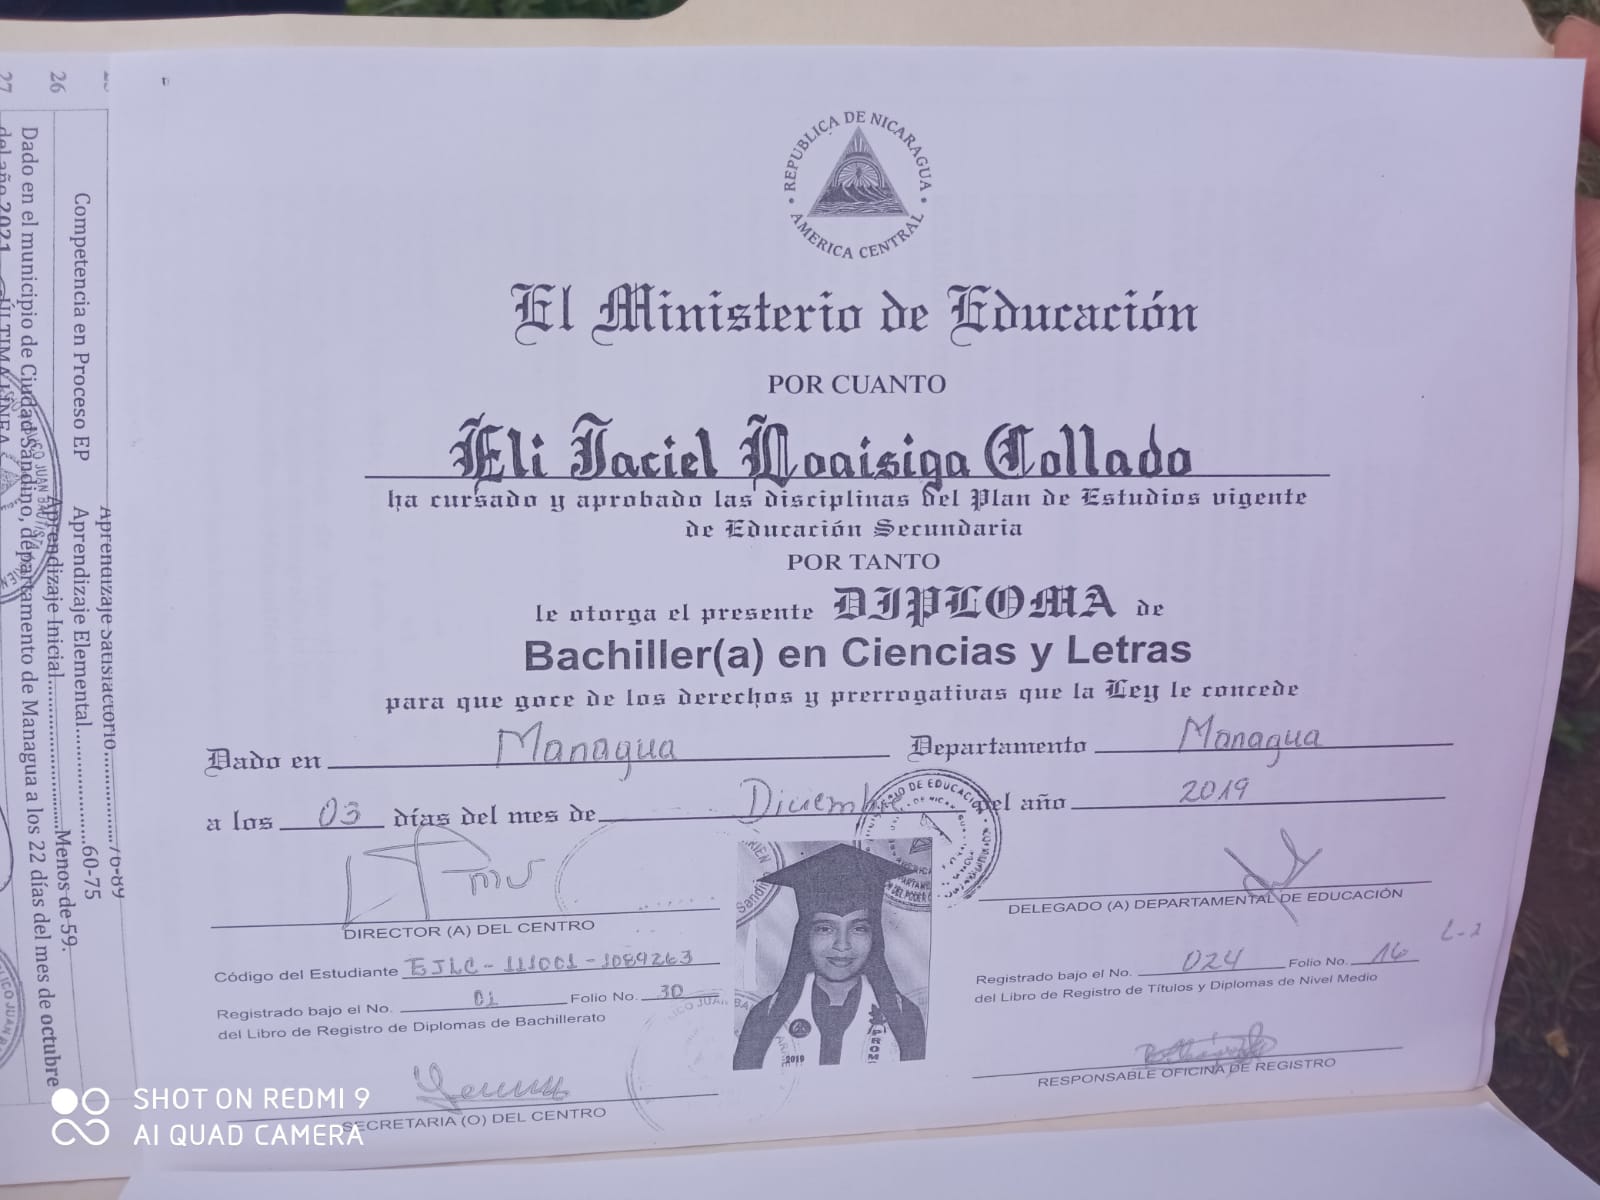 REPUBLICA DE NICARAGUA
AMERICA CENTRAL
El Ministerio de Educación
POR CUANTO
Eli Jaciel Loaisiga Collado
ha cursado y aprobado las disciplinas del Plan de Estudios vigente
de Educación Secundaria
POR TANTO
le otorga el presente DIPLOMA de
Bachiller(a) en Ciencias y Letras
para que goce de los derechos y prerrogativas que la Ley le concede
Dado en Managua Departamento Managua
a los 03 días del mes de Diciembre del año 2019
DIRECTOR (A) DEL CENTRO
DELEGADO (A) DEPARTAMENTAL DE EDUCACIÓN
Código del Estudiante EJLC-111001-1089263
Registrado bajo el No. 01 Folio No. 30
del Libro de Registro de Diplomas de Bachillerato
Registrado bajo el No. 024 Folio No. 16 L-2
del Libro de Registro de Títulos y Diplomas de Nivel Medio
SECRETARIA (O) DEL CENTRO
RESPONSABLE OFICINA DE REGISTRO
2019
PROM
Aprendizaje Satisfactorio 76-89
Competencia en Proceso EP Aprendizaje Elemental 60-75
26 Aprendizaje Inicial Menos de 59.
Dado en el municipio de Ciudad Sandino, departamento de Managua a los 22 días del mes de octubre
27 del año 2021 ÚLTIMA LÍNEA
SHOT ON REDMI 9
AI QUAD CAMERA